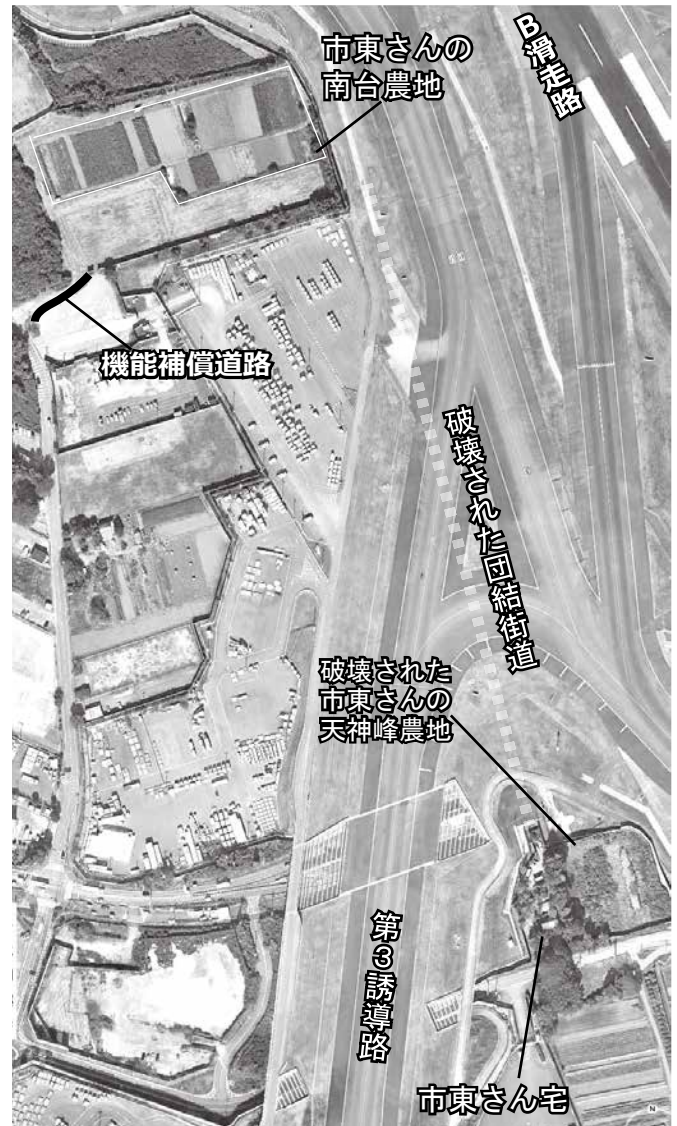 市東さんの
南台農地
B滑走路
機能補償道路
破壊された団結街道
破壊された
市東さんの
天神峰農地
第3誘導路
市東さん宅
N